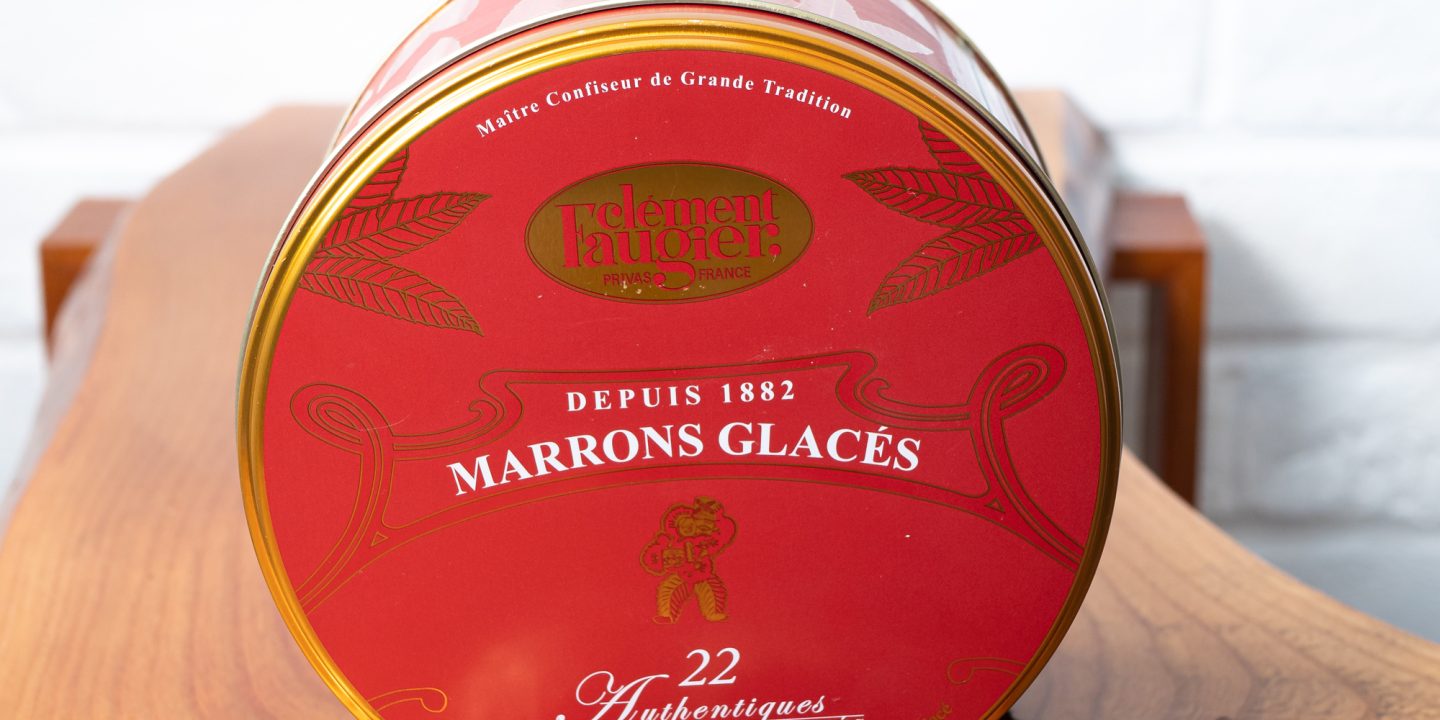 Maître Confiseur de Grande Tradition
clément
Faugier
PRIVAS FRANCE
DEPUIS 1882
MARRONS GLACÉS
22
Authentiques